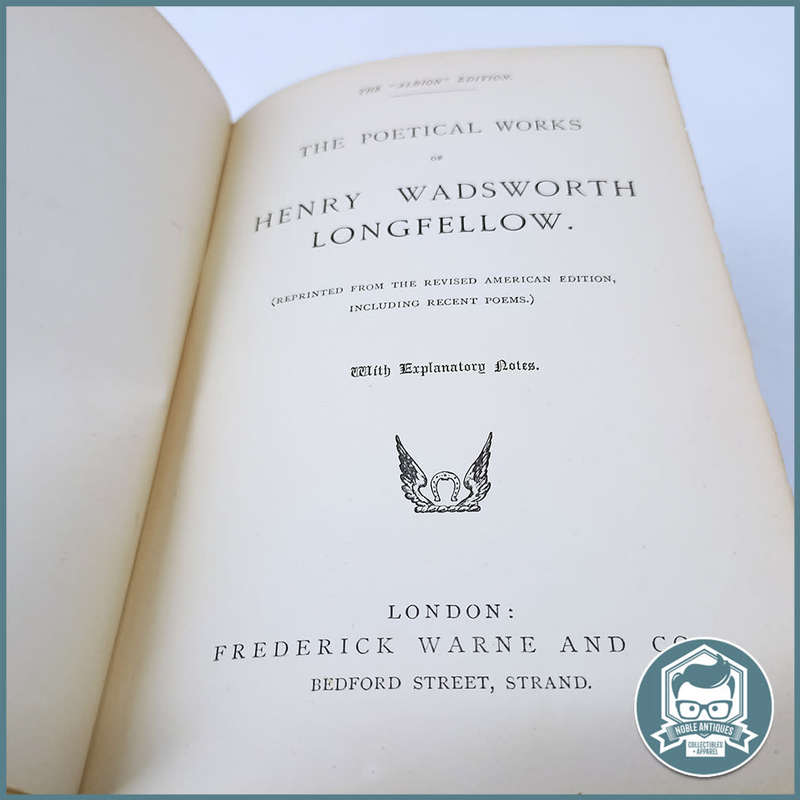 THE "ALBION" EDITION.
THE POETICAL WORKS
OF
HENRY WADSWORTH
LONGFELLOW.
(REPRINTED FROM THE REVISED AMERICAN EDITION,
INCLUDING RECENT POEMS.)
With Explanatory Notes.
LONDON:
FREDERICK WARNE AND CO
BEDFORD STREET, STRAND.
NOBLE ANTIQUES
COLLECTIBLES
+ APPAREL